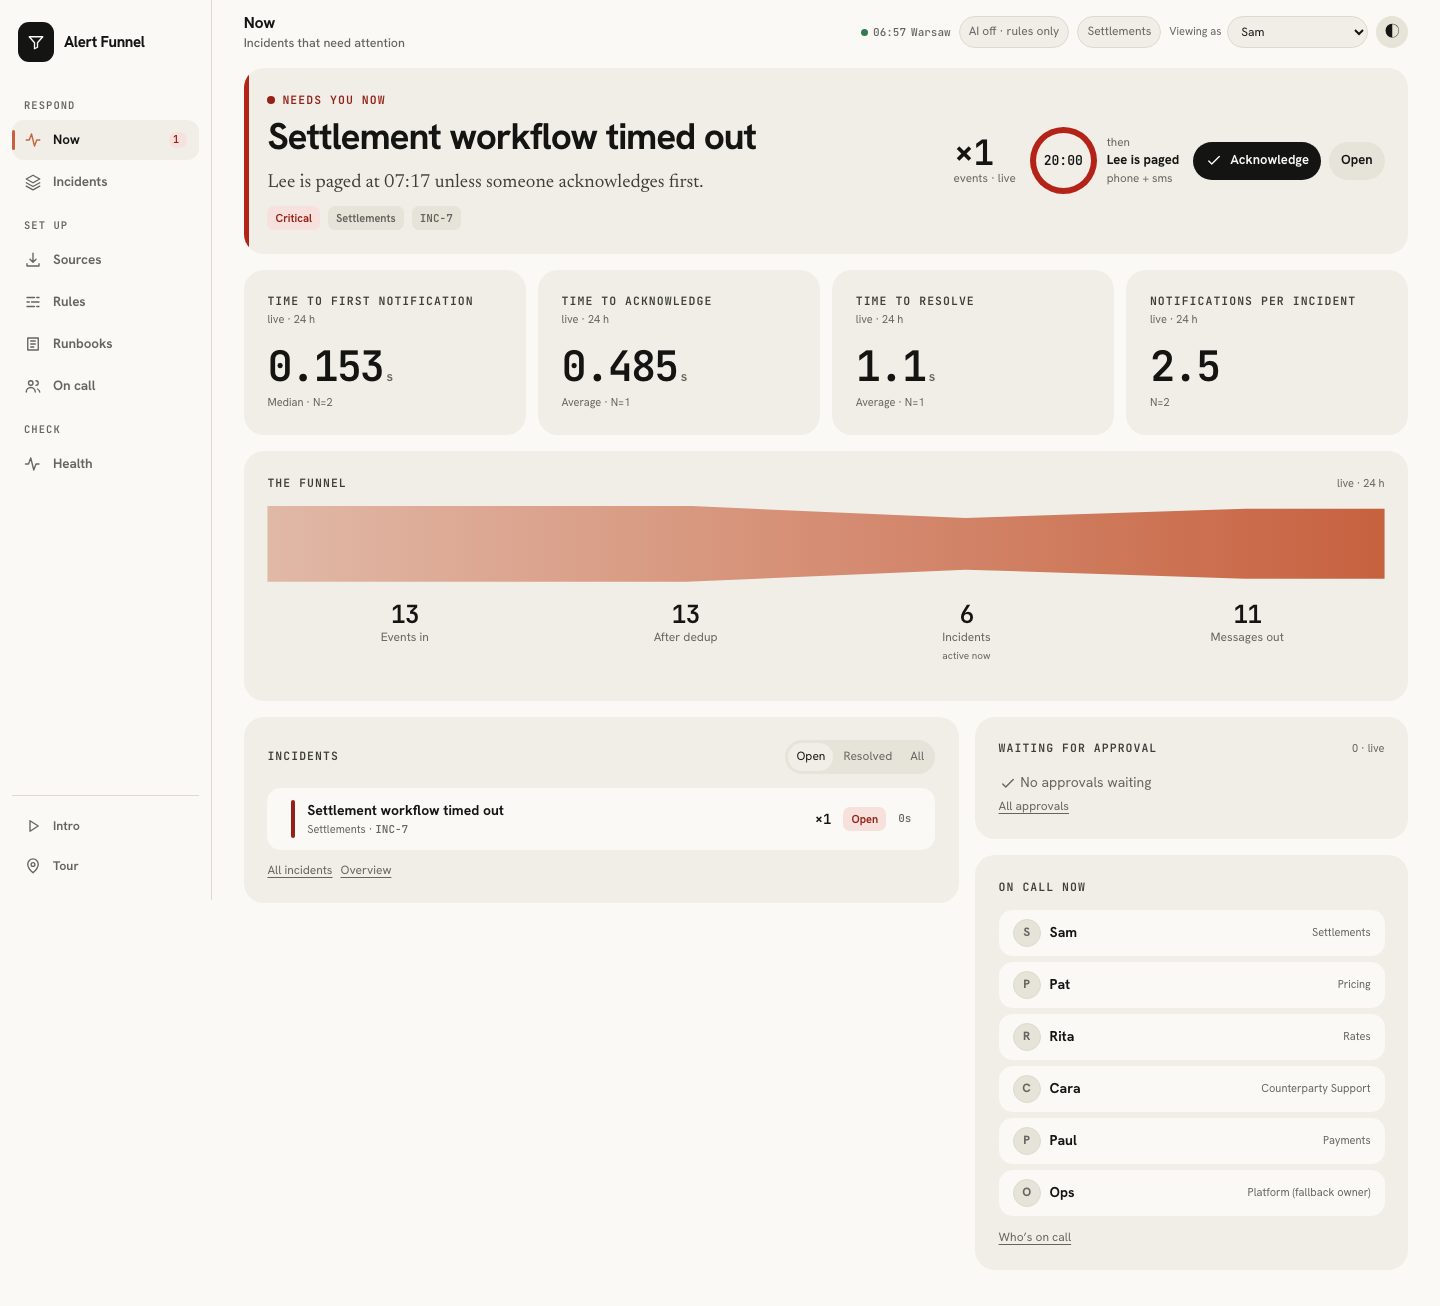 Alert Funnel
RESPOND
Now 1
Incidents
SET UP
Sources
Rules
Runbooks
On call
CHECK
Health
Intro
Tour
Now
Incidents that need attention
06:57 Warsaw
AI off · rules only
Settlements
Viewing as
Sam
NEEDS YOU NOW
Settlement workflow timed out
Lee is paged at 07:17 unless someone acknowledges first.
Critical Settlements INC-7
×1
events · live
20:00
then
Lee is paged
phone + sms
Acknowledge
Open
TIME TO FIRST NOTIFICATION
live · 24 h
0.153 s
Median · N=2
TIME TO ACKNOWLEDGE
live · 24 h
0.485 s
Average · N=1
TIME TO RESOLVE
live · 24 h
1.1 s
Average · N=1
NOTIFICATIONS PER INCIDENT
live · 24 h
2.5
N=2
THE FUNNEL
live · 24 h
13
Events in
13
After dedup
6
Incidents
active now
11
Messages out
INCIDENTS
Open Resolved All
Settlement workflow timed out
Settlements · INC-7
×1 Open 0s
All incidents Overview
WAITING FOR APPROVAL
0 · live
No approvals waiting
All approvals
ON CALL NOW
S Sam Settlements
P Pat Pricing
R Rita Rates
C Cara Counterparty Support
P Paul Payments
O Ops Platform (fallback owner)
Who’s on call